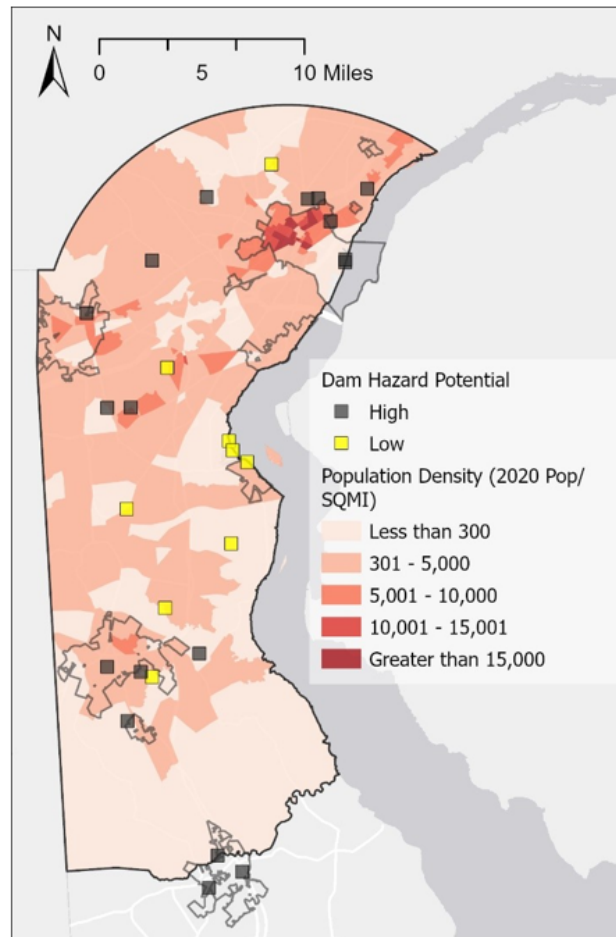 N
0 5 10 Miles
Dam Hazard Potential
High
Low
Population Density (2020 Pop/
SQMI)
Less than 300
301 - 5,000
5,001 - 10,000
10,001 - 15,001
Greater than 15,000